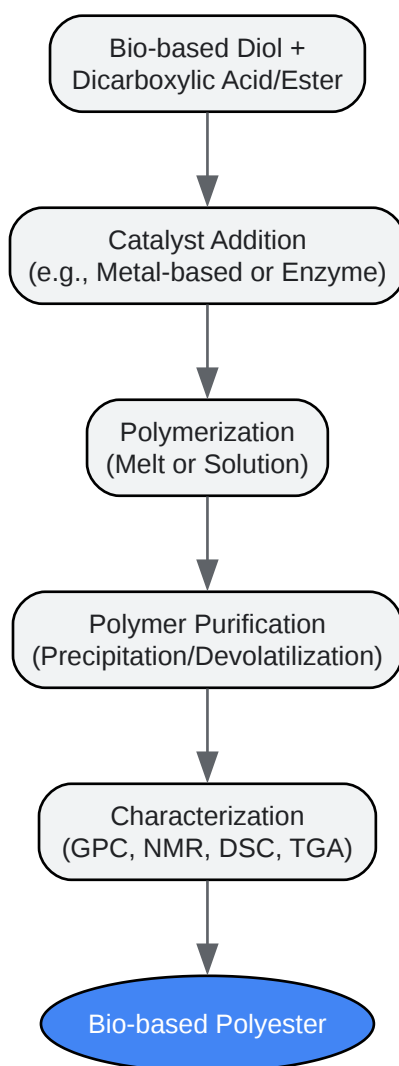 Bio-based Diol +
Dicarboxylic Acid/Ester
Catalyst Addition
(e.g., Metal-based or Enzyme)
Polymerization
(Melt or Solution)
Polymer Purification
(Precipitation/Devolatilization)
Characterization
(GPC, NMR, DSC, TGA)
Bio-based Polyester